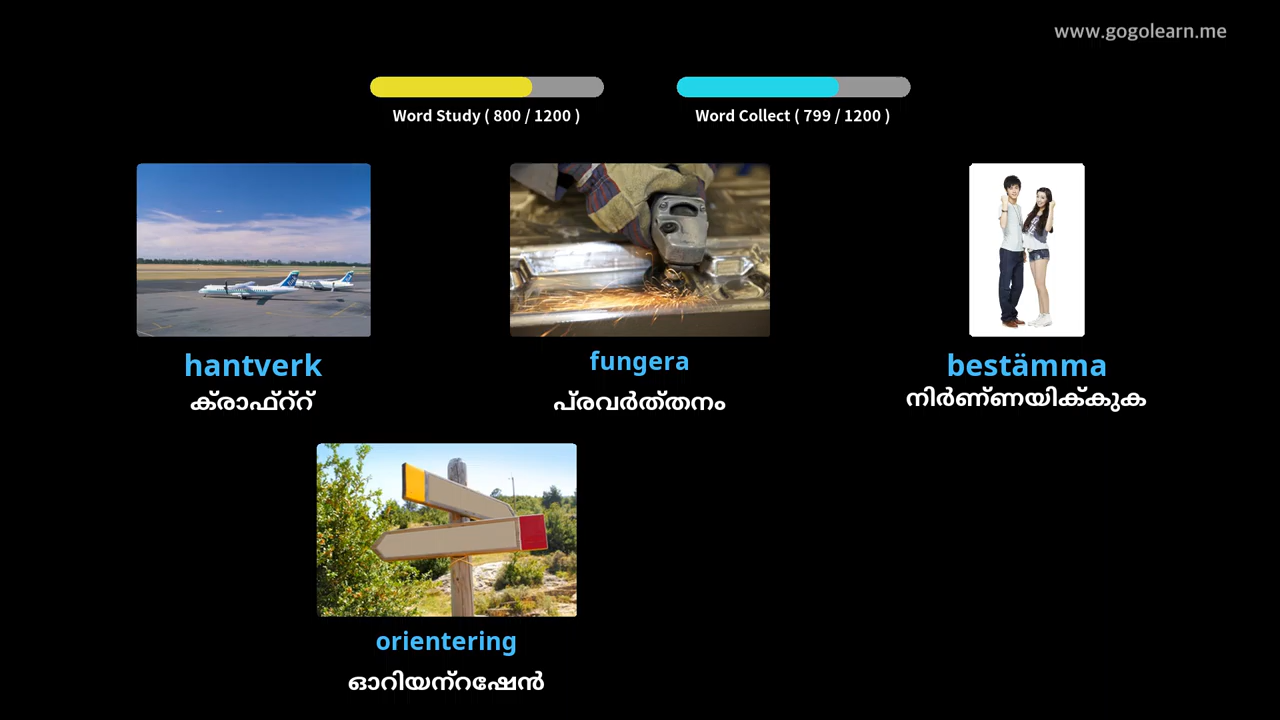 www.gogolearn.me
Word Study ( 800 / 1200 )
Word Collect ( 799 / 1200 )
hantverk
ക്രാഫ്റ്റ്
fungera
പ്രവർത്തനം
bestämma
നിർണ്ണയിക്കുക
orientering
ഓറിയന്റഷേൻ